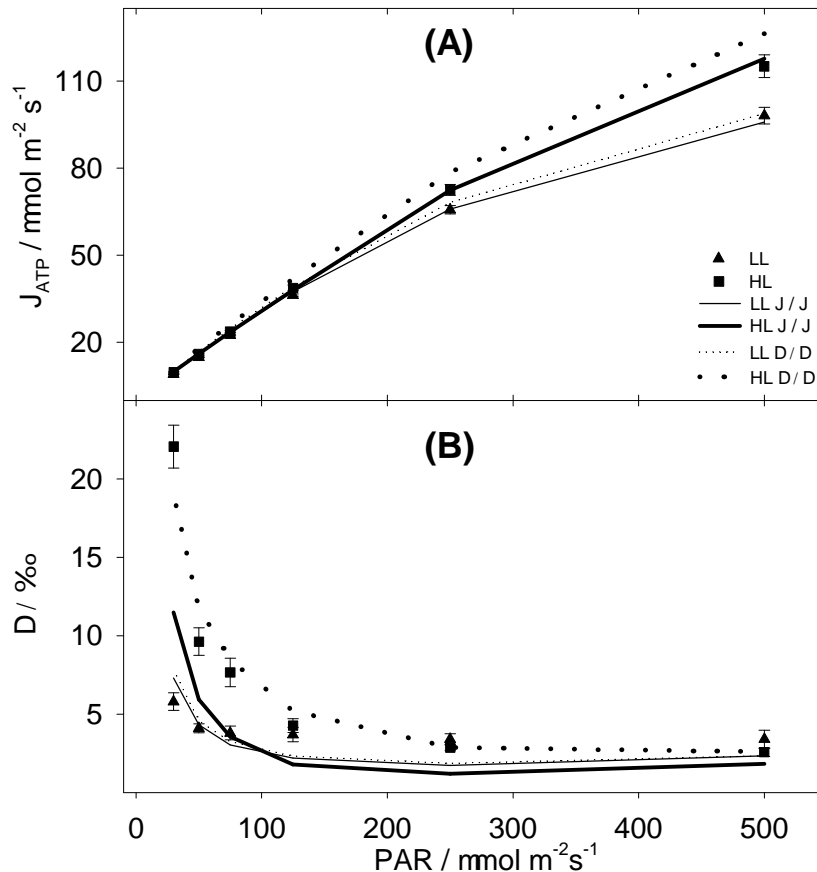 (A)
J_ATP / mmol m⁻² s⁻¹
110
80
50
20
LL
HL
LL J / J
HL J / J
LL D / D
HL D / D
(B)
D / ‰
20
15
10
5
0 100 200 300 400 500
PAR / mmol m⁻²s⁻¹